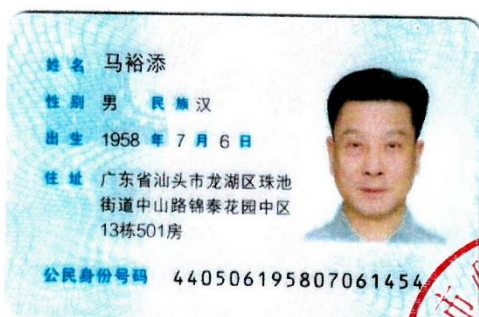 姓名 马裕添
性别 男 民族 汉
出生 1958 年 7 月 6 日
住址 广东省汕头市龙湖区珠池
街道中山路锦泰花园中区
13栋501房
公民身份号码 440506195807061454
市